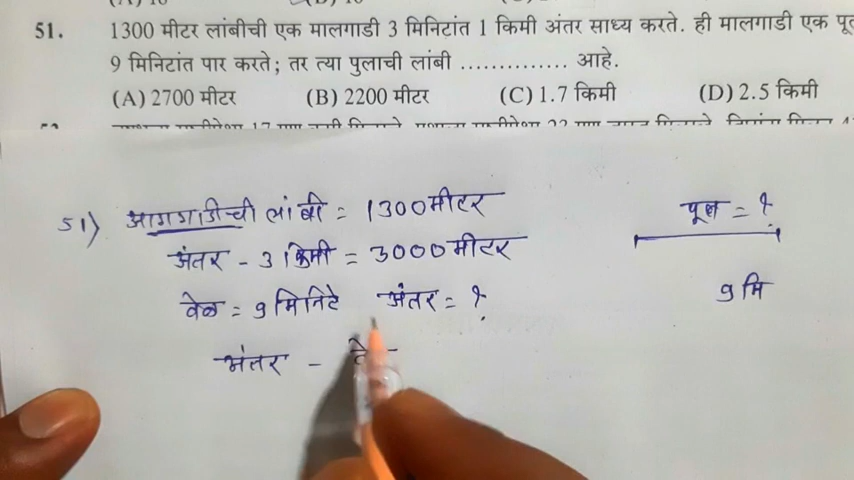 51. 1300 मीटर लांबीची एक मालगाडी 3 मिनिटांत 1 किमी अंतर साध्य करते. ही मालगाडी एक पूल
9 मिनिटांत पार करते; तर त्या पुलाची लांबी .............. आहे.
(A) 2700 मीटर (B) 2200 मीटर (C) 1.7 किमी (D) 2.5 किमी
51) आगगाडीची लांबी = 1300 मीटर
पूल = ?
अंतर - 3 किमी = 3000 मीटर
वेळ = 9 मिनिटे अंतर = ?
9 मि
अंतर -